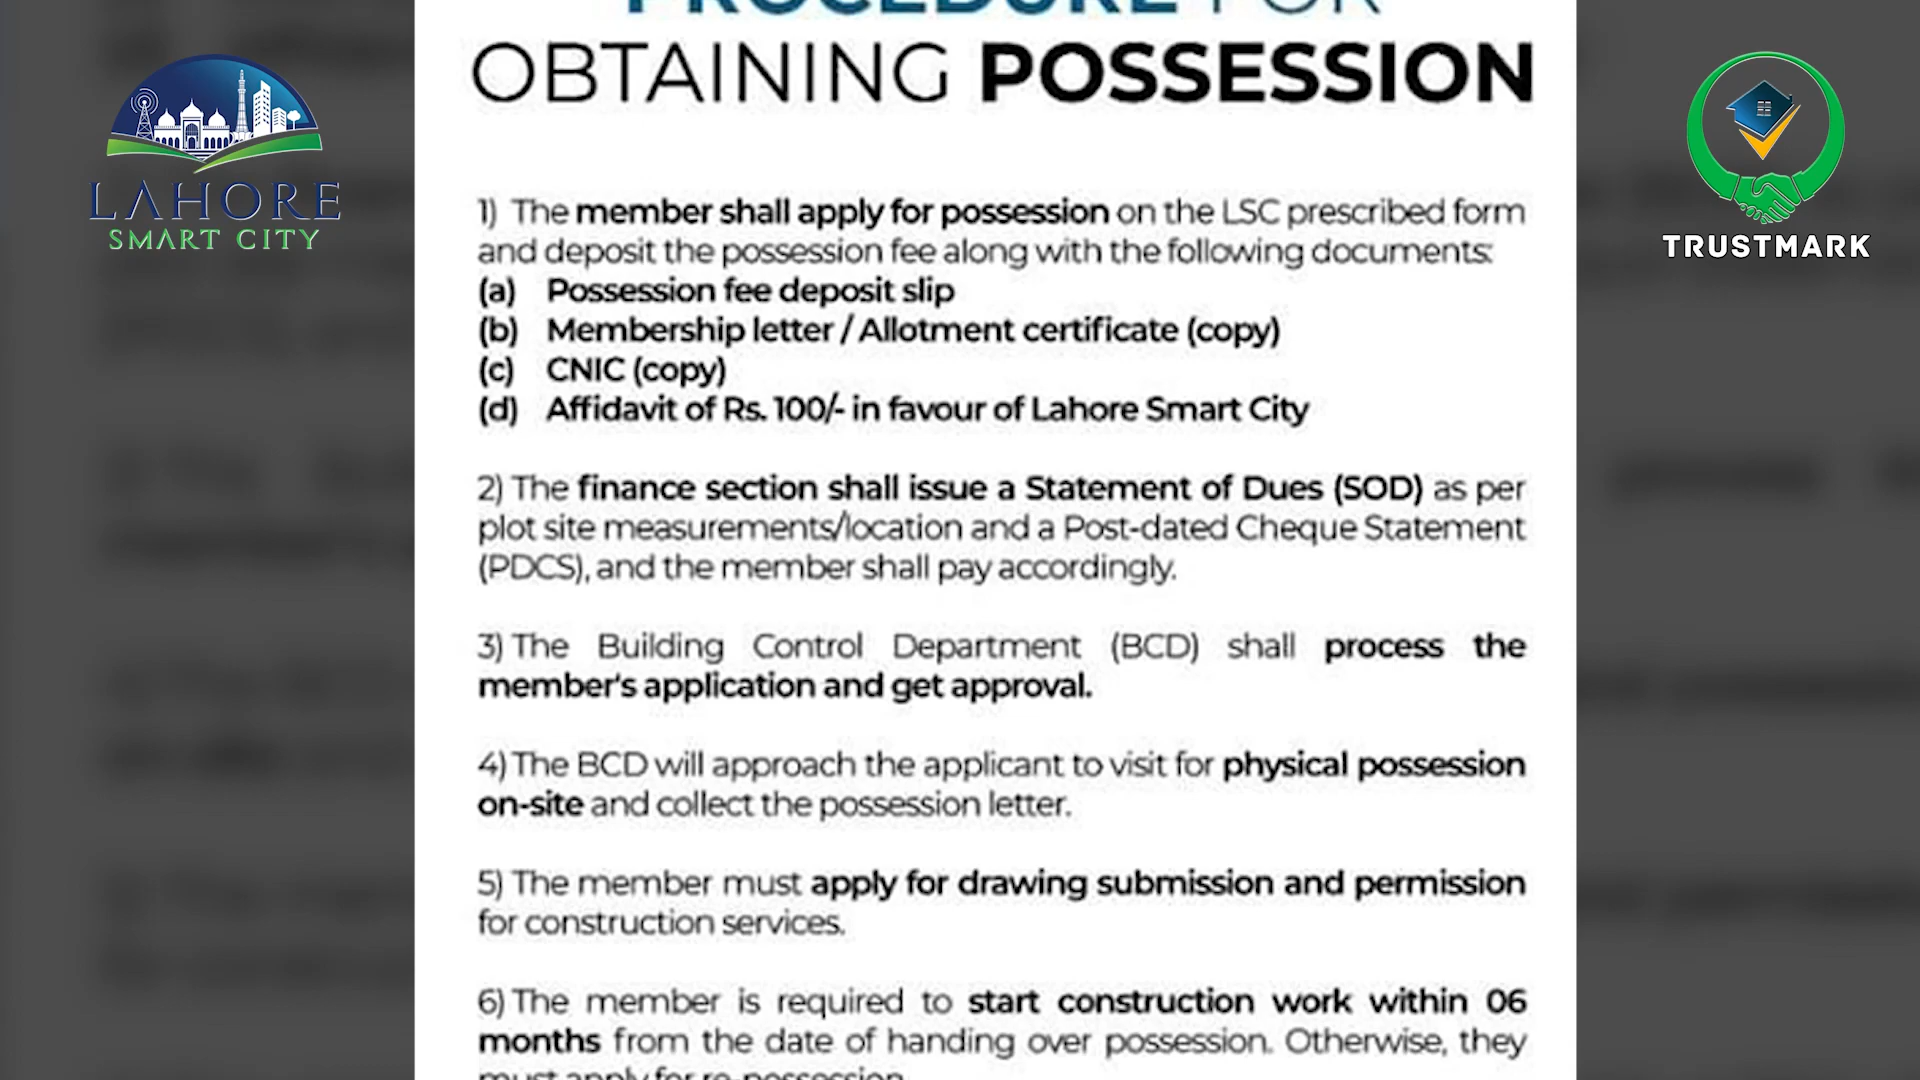 PROCEDURE FOR
OBTAINING POSSESSION
LAHORE
SMART CITY
TRUSTMARK
1) The member shall apply for possession on the LSC prescribed form
and deposit the possession fee along with the following documents:
(a) Possession fee deposit slip
(b) Membership letter / Allotment certificate (copy)
(c) CNIC (copy)
(d) Affidavit of Rs. 100/- in favour of Lahore Smart City
2) The finance section shall issue a Statement of Dues (SOD) as per
plot site measurements/location and a Post-dated Cheque Statement
(PDCS), and the member shall pay accordingly.
3) The Building Control Department (BCD) shall process the
member's application and get approval.
4) The BCD will approach the applicant to visit for physical possession
on-site and collect the possession letter.
5) The member must apply for drawing submission and permission
for construction services.
6) The member is required to start construction work within 06
months from the date of handing over possession. Otherwise, they
must apply for re-possession.